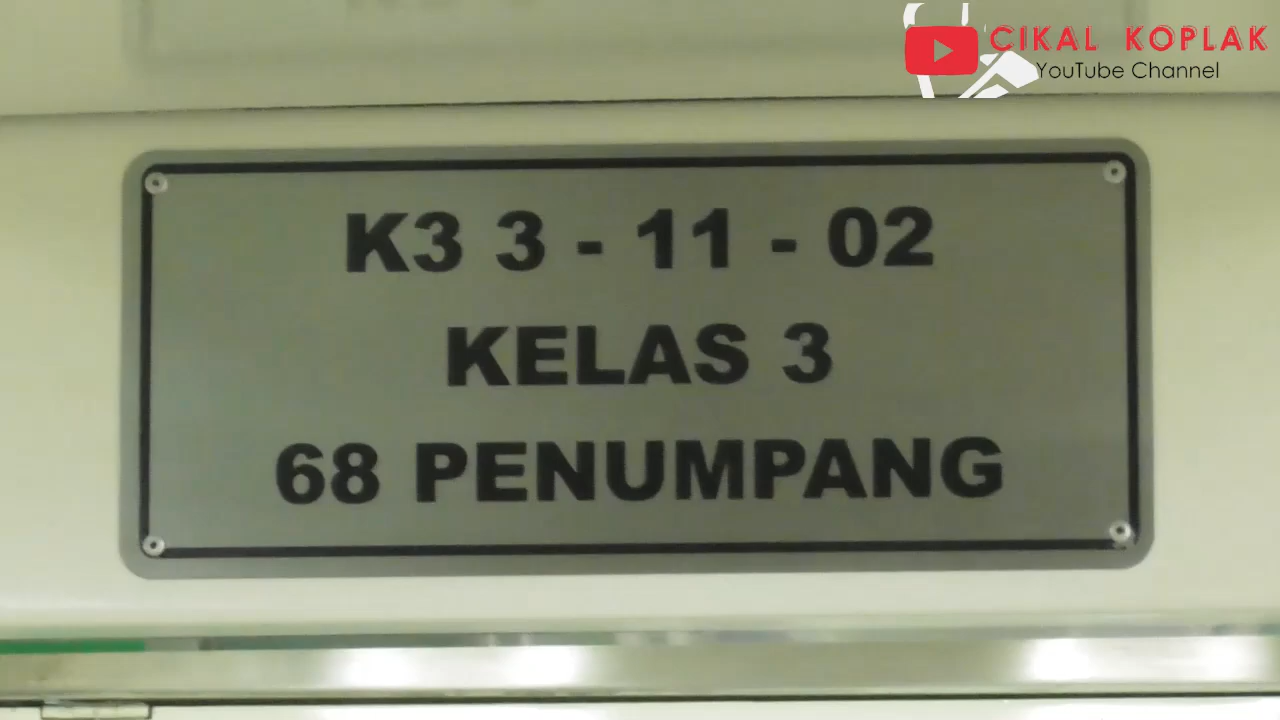 CIKAL KOPLAK
YouTube Channel
K3 3 - 11 - 02
KELAS 3
68 PENUMPANG